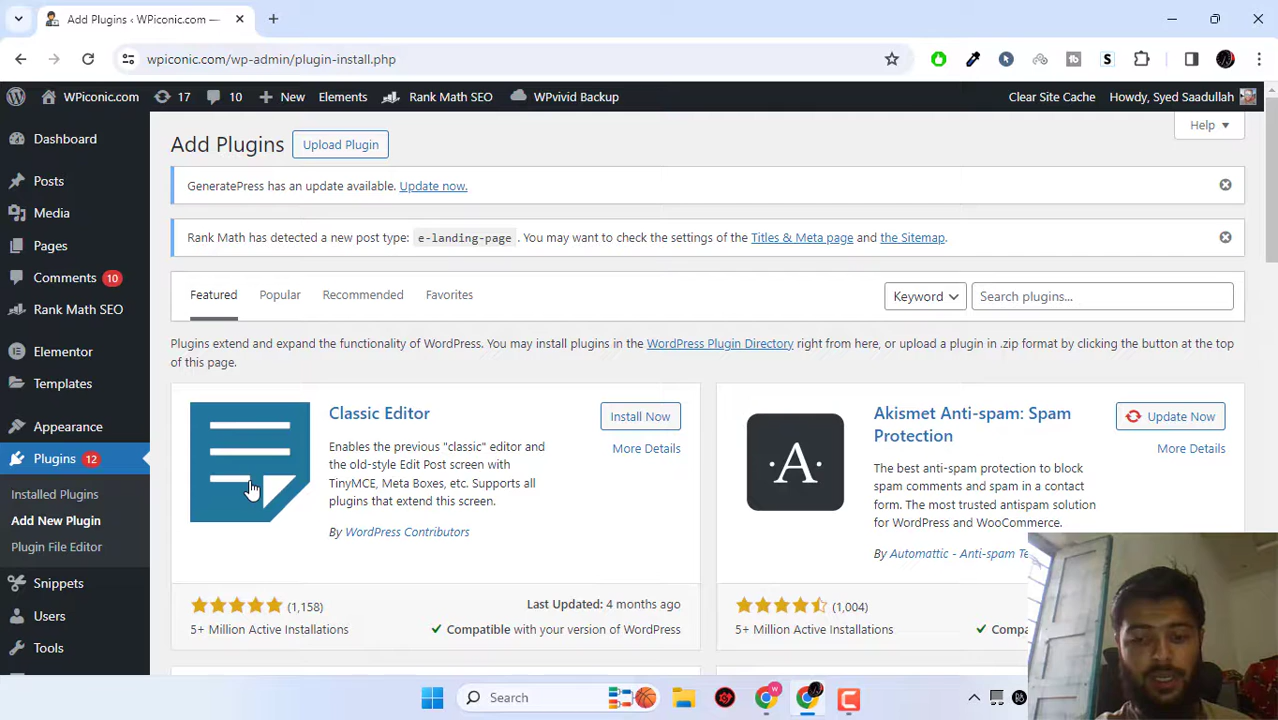 Add Plugins ‹ WPiconic.com —
wpiconic.com/wp-admin/plugin-install.php
WPiconic.com 17 10 New Elements Rank Math SEO WPvivid Backup Clear Site Cache Howdy, Syed Saadullah
Dashboard
Posts
Media
Pages
Comments 10
Rank Math SEO
Elementor
Templates
Appearance
Plugins 12
Installed Plugins
Add New Plugin
Plugin File Editor
Snippets
Users
Tools
Help
Add Plugins Upload Plugin
GeneratePress has an update available. Update now.
Rank Math has detected a new post type: e-landing-page. You may want to check the settings of the Titles & Meta page and the Sitemap.
Featured Popular Recommended Favorites Keyword Search plugins...
Plugins extend and expand the functionality of WordPress. You may install plugins in the WordPress Plugin Directory right from here, or upload a plugin in .zip format by clicking the button at the top
of this page.
Classic Editor
Install Now
More Details
Enables the previous "classic" editor and
the old-style Edit Post screen with
TinyMCE, Meta Boxes, etc. Supports all
plugins that extend this screen.
By WordPress Contributors
(1,158) Last Updated: 4 months ago
5+ Million Active Installations Compatible with your version of WordPress
·A·
Akismet Anti-spam: Spam
Protection
Update Now
More Details
The best anti-spam protection to block
spam comments and spam in a contact
form. The most trusted antispam solution
for WordPress and WooCommerce.
By Automattic - Anti-spam Te
(1,004)
5+ Million Active Installations Compa
Search